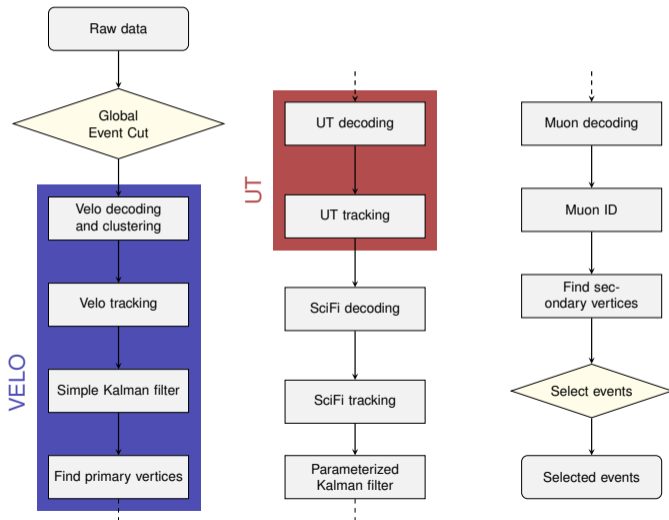 Raw data
Global
Event Cut
VELO
Velo decoding
and clustering
Velo tracking
Simple Kalman filter
Find primary vertices
UT
UT decoding
UT tracking
SciFi decoding
SciFi tracking
Parameterized
Kalman filter
Muon decoding
Muon ID
Find sec-
ondary vertices
Select events
Selected events